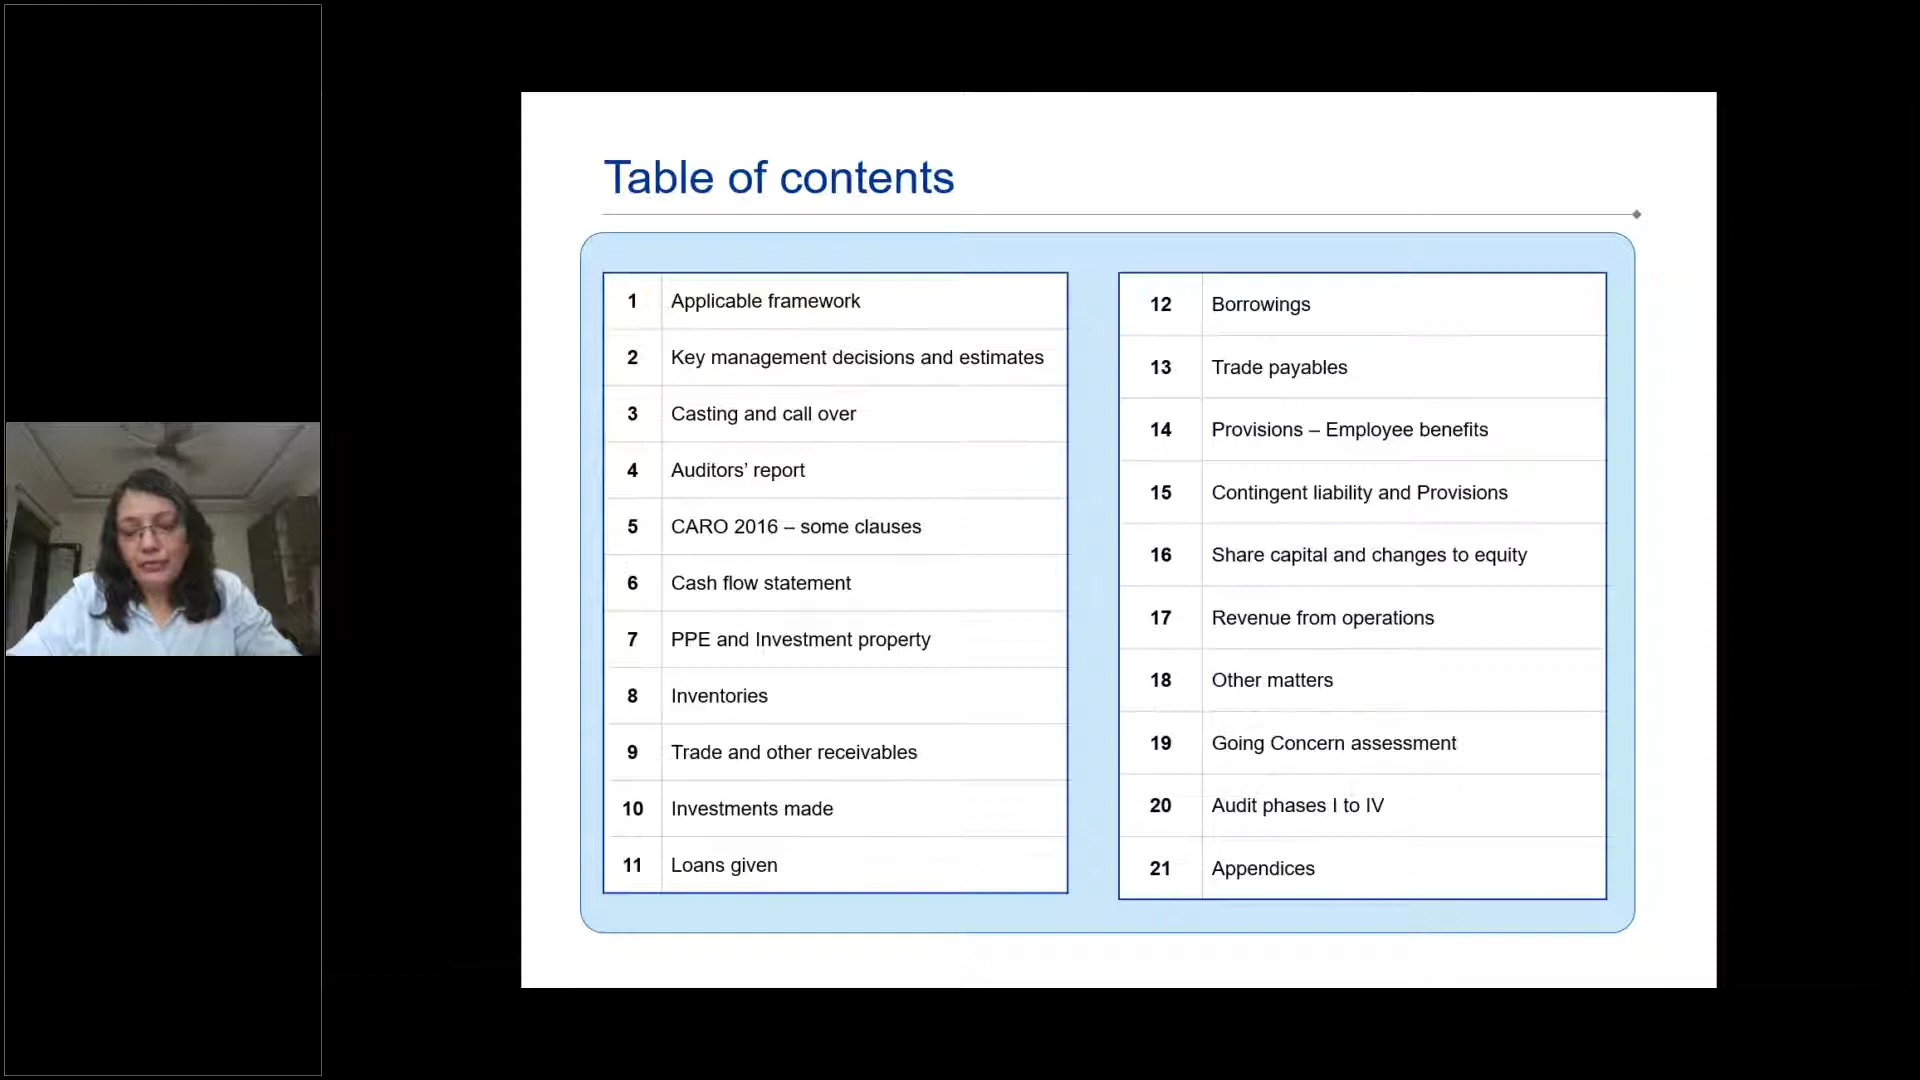 Table of contents
1 Applicable framework
2 Key management decisions and estimates
3 Casting and call over
4 Auditors’ report
5 CARO 2016 – some clauses
6 Cash flow statement
7 PPE and Investment property
8 Inventories
9 Trade and other receivables
10 Investments made
11 Loans given
12 Borrowings
13 Trade payables
14 Provisions – Employee benefits
15 Contingent liability and Provisions
16 Share capital and changes to equity
17 Revenue from operations
18 Other matters
19 Going Concern assessment
20 Audit phases I to IV
21 Appendices